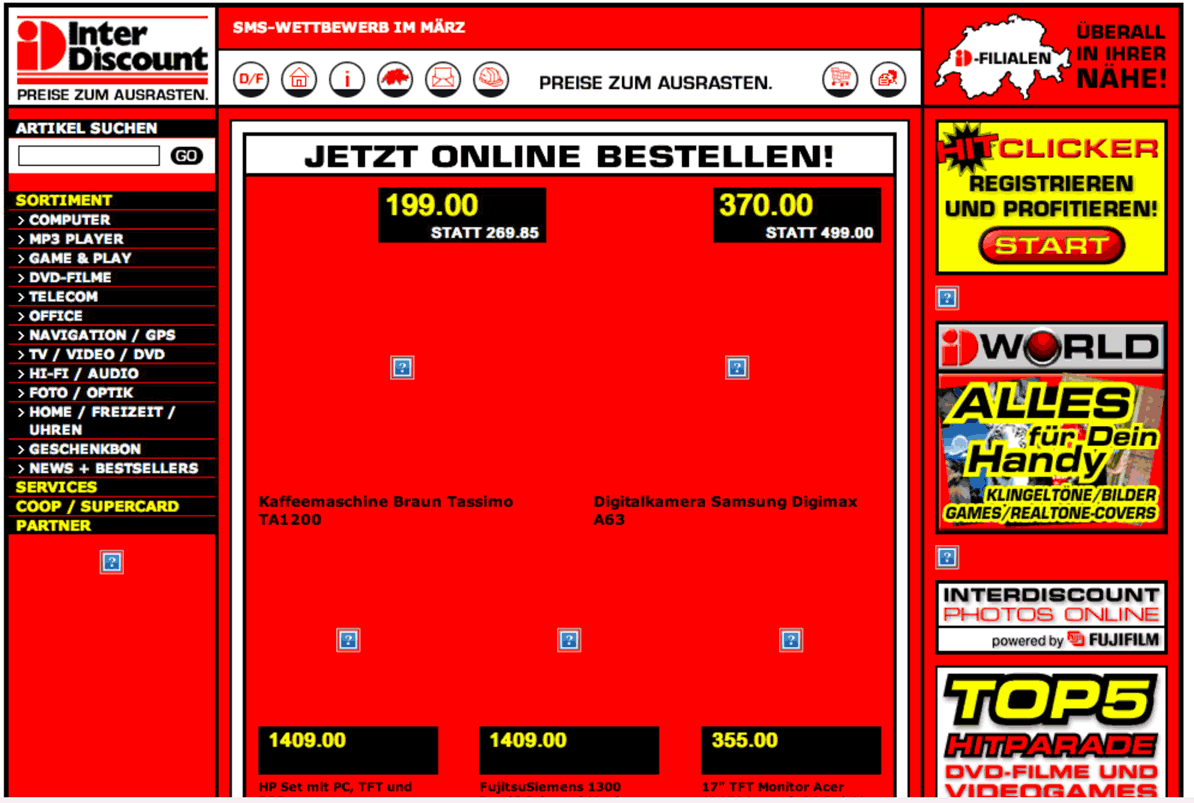 iD Inter
Discount
PREISE ZUM AUSRASTEN.
SMS-WETTBEWERB IM MÄRZ
D/F
i
PREISE ZUM AUSRASTEN.
iD-FILIALEN
ÜBERALL
IN IHRER
NÄHE!
ARTIKEL SUCHEN
GO
SORTIMENT
> COMPUTER
> MP3 PLAYER
> GAME & PLAY
> DVD-FILME
> TELECOM
> OFFICE
> NAVIGATION / GPS
> TV / VIDEO / DVD
> HI-FI / AUDIO
> FOTO / OPTIK
> HOME / FREIZEIT /
UHREN
> GESCHENKBON
> NEWS + BESTSELLERS
SERVICES
COOP / SUPERCARD
PARTNER
JETZT ONLINE BESTELLEN!
199.00
STATT 269.85
370.00
STATT 499.00
Kaffeemaschine Braun Tassimo
TA1200
Digitalkamera Samsung Digimax
A63
1409.00
1409.00
355.00
HP Set mit PC, TFT und
FujitsuSiemens 1300
17" TFT Monitor Acer
HITCLICKER
REGISTRIEREN
UND PROFITIEREN!
START
iD WORLD
ALLES
für Dein
Handy
KLINGELTÖNE/BILDER
GAMES/REALTONE-COVERS
INTERDISCOUNT
PHOTOS ONLINE
powered by FUJIFILM
TOP5
HITPARADE
DVD-FILME UND
VIDEOGAMES